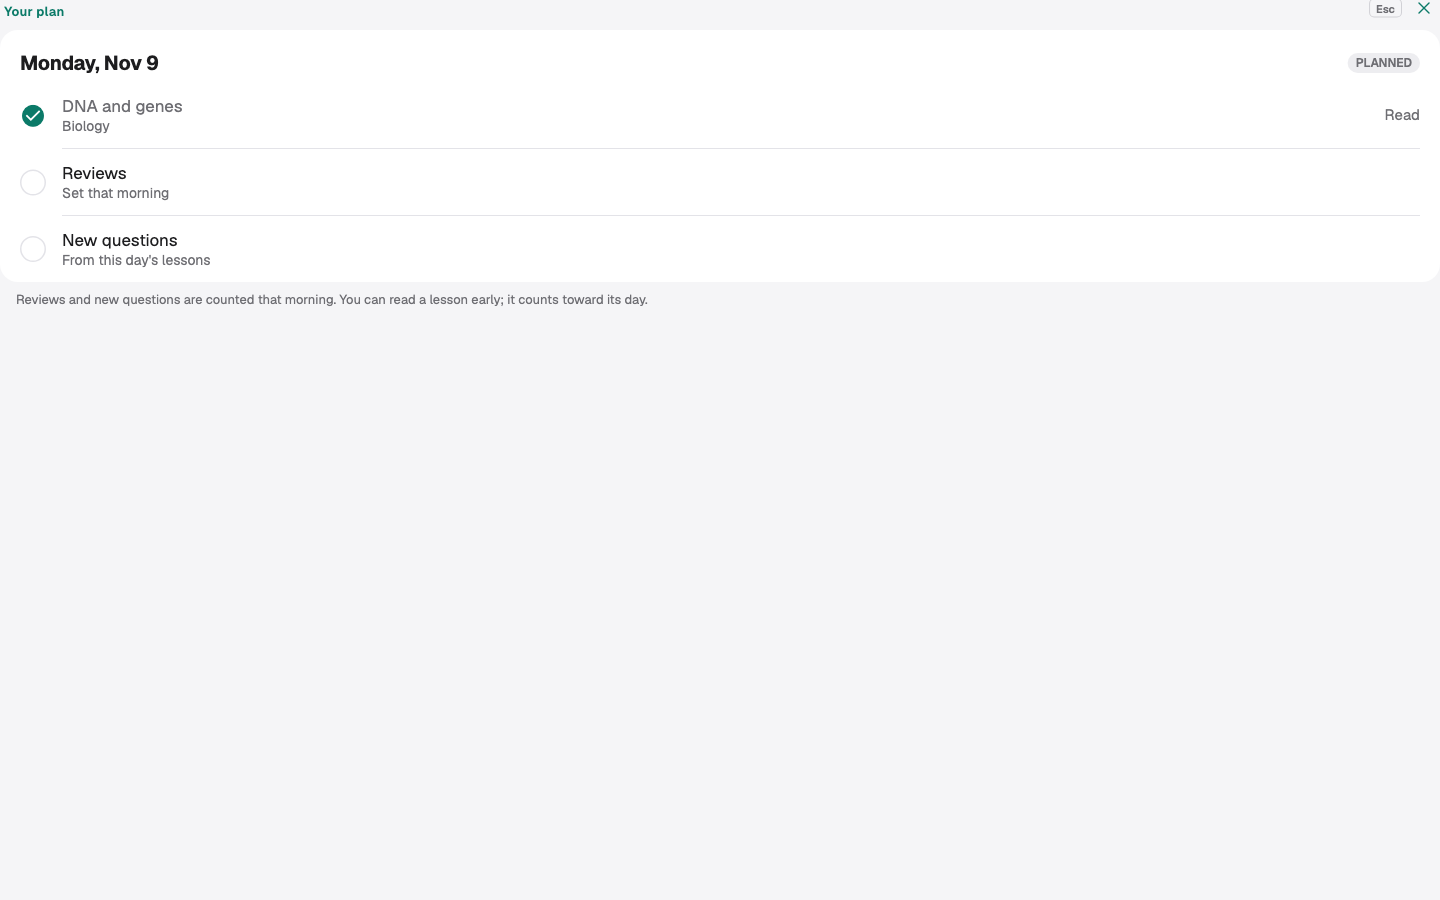 Your plan
Esc
Monday, Nov 9
PLANNED
DNA and genes
Biology
Read
Reviews
Set that morning
New questions
From this day's lessons
Reviews and new questions are counted that morning. You can read a lesson early; it counts toward its day.